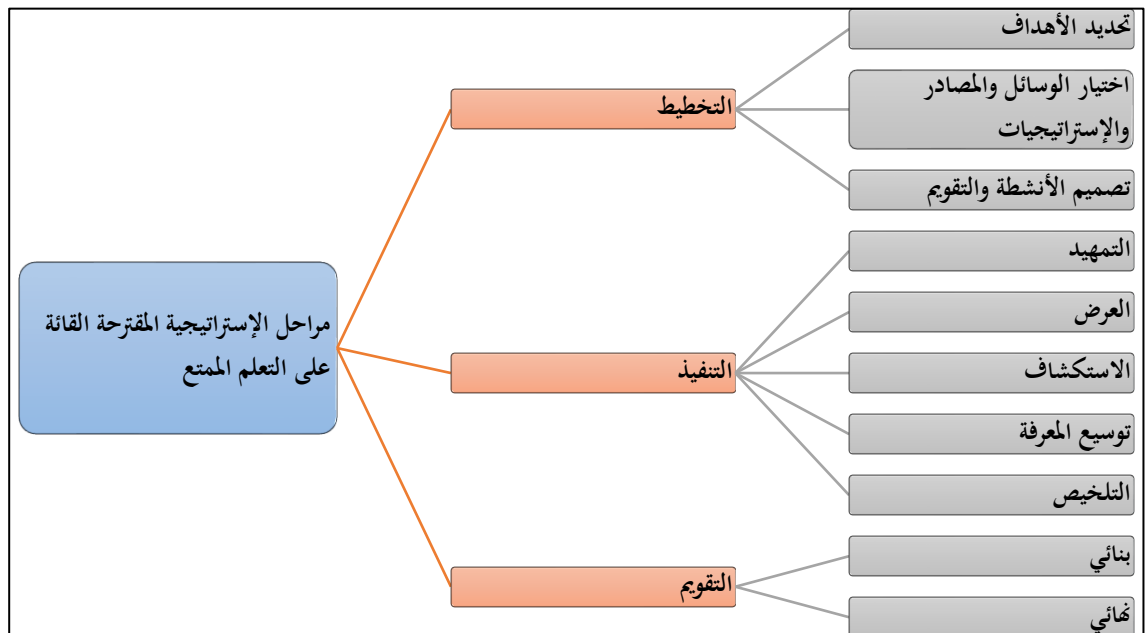 مراحل الإستراتيجية المقترحة القائة
على التعلم الممتع
التخطيط
تحديد الأهداف
اختيار الوسائل والمصادر
والإستراتيجيات
تصميم الأنشطة والتقويم
التنفيذ
التمهيد
العرض
الاستكشاف
توسيع المعرفة
التلخيص
التقويم
بنائي
نهائي